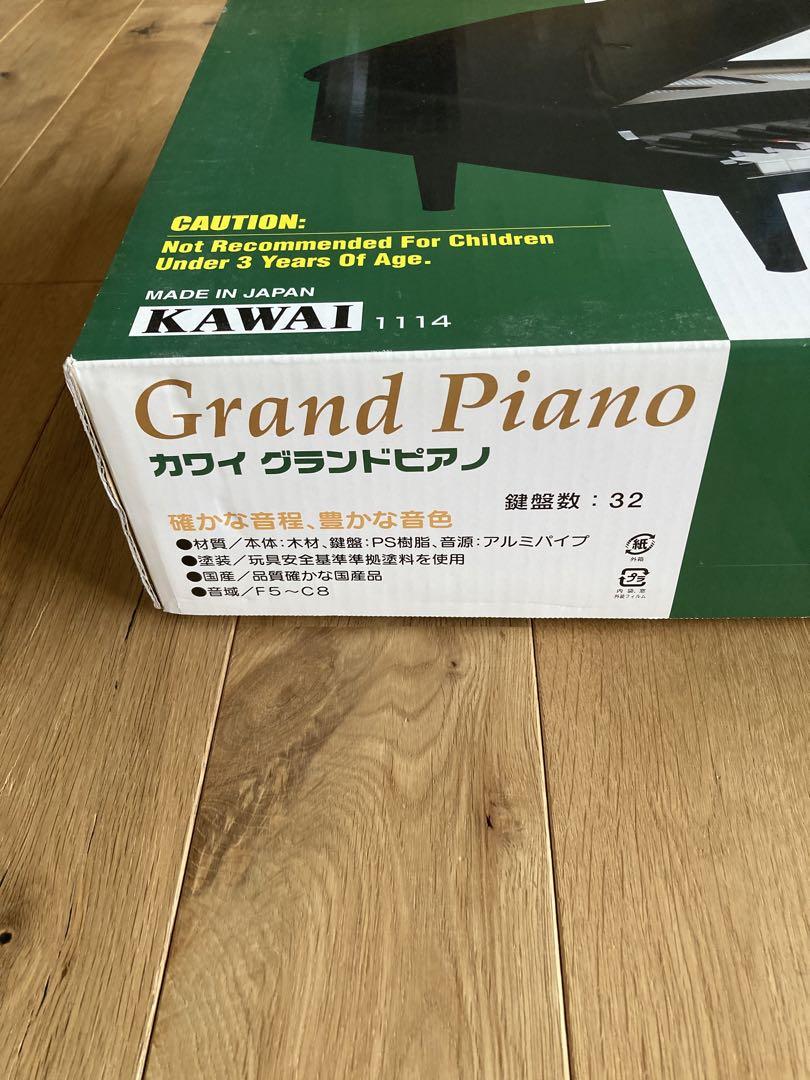 CAUTION:
Not Recommended For Children
Under 3 Years Of Age.
MADE IN JAPAN
KAWAI 1114
Grand Piano
カワイ グランドピアノ
鍵盤数：32
確かな音程、豊かな音色
●材質／本体：木材、鍵盤：PS樹脂、音源：アルミパイプ
●塗装／玩具安全基準準拠塗料を使用
●国産／品質確かな国産品
●音域／F5～C8
紙
外箱
プラ
内袋、窓
外装フィルム